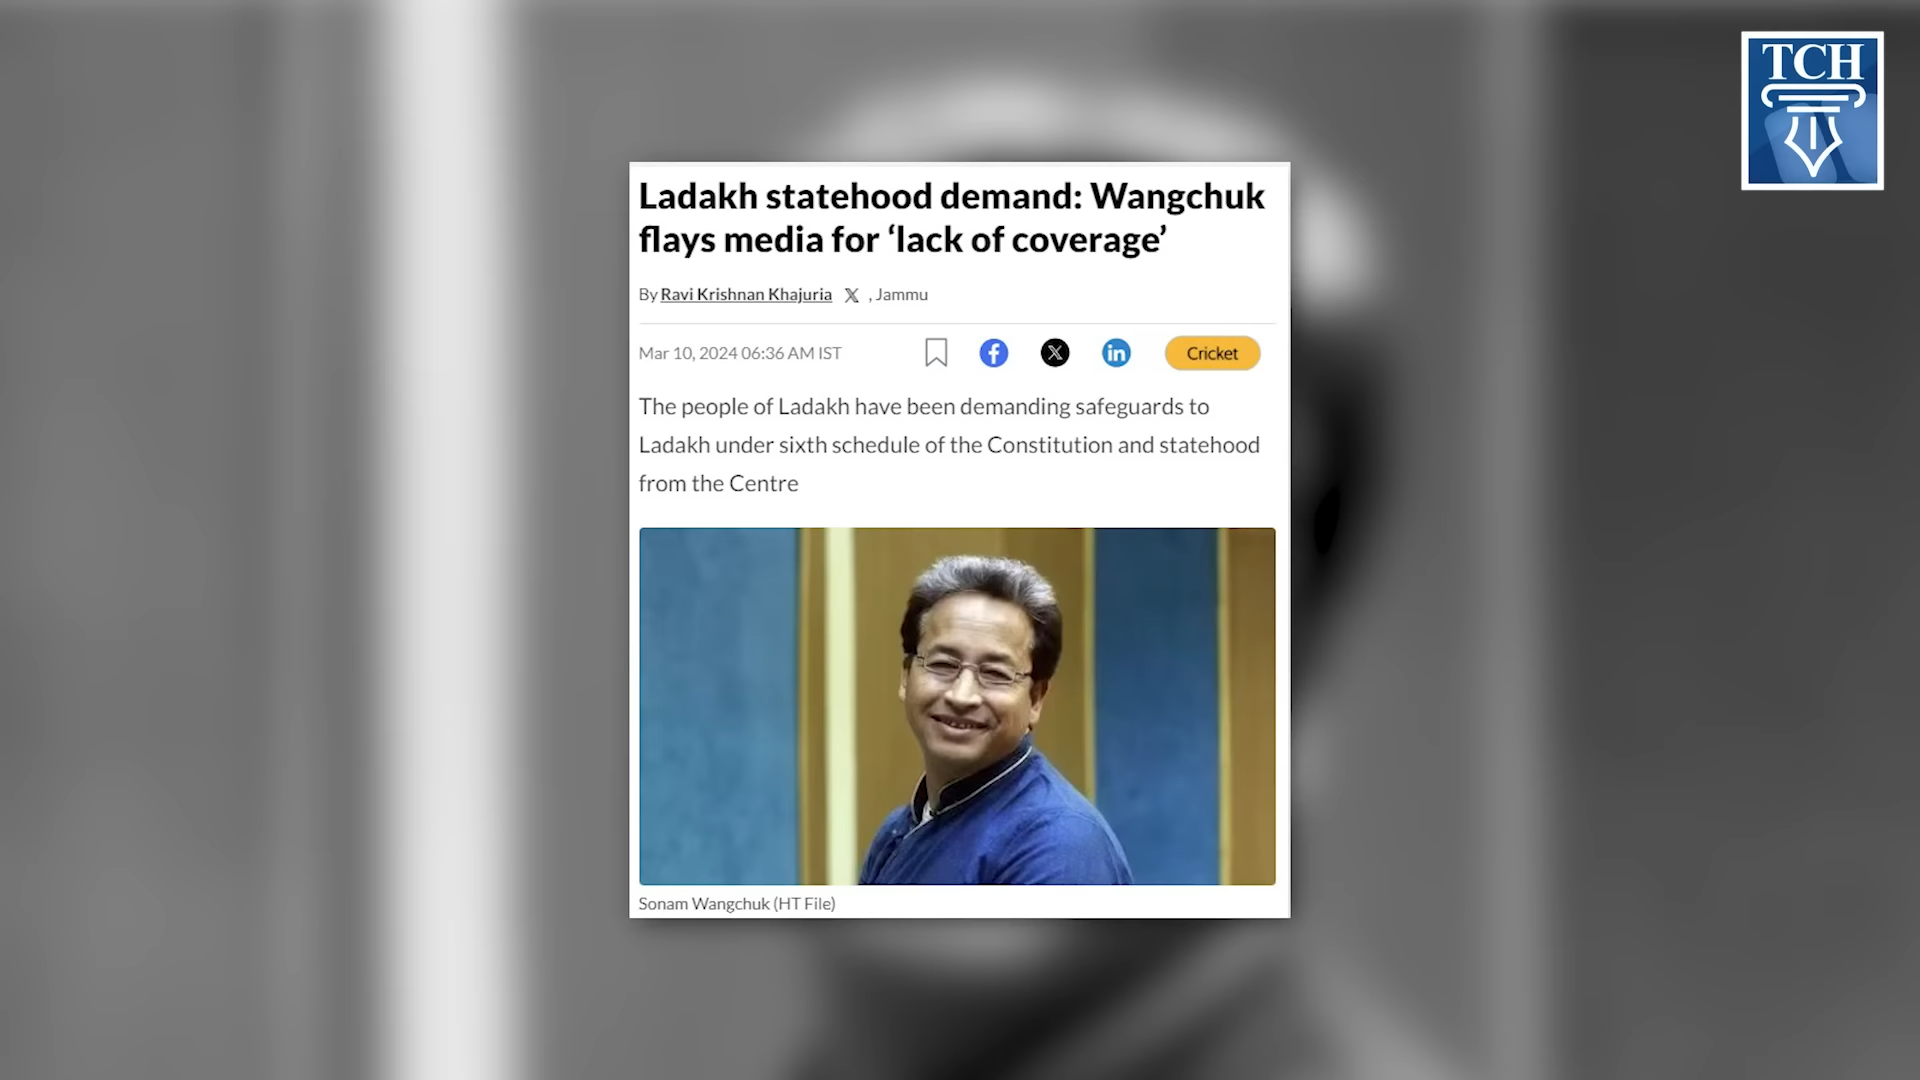 TCH
Ladakh statehood demand: Wangchuk
flays media for ‘lack of coverage’
By Ravi Krishnan Khajuria X , Jammu
Mar 10, 2024 06:36 AM IST
Cricket
The people of Ladakh have been demanding safeguards to
Ladakh under sixth schedule of the Constitution and statehood
from the Centre
Sonam Wangchuk (HT File)